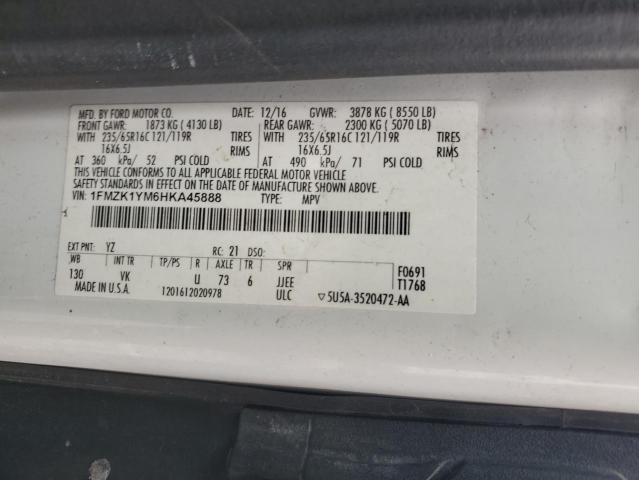 MFD. BY FORD MOTOR CO. DATE: 12/16 GVWR: 3878 KG ( 8550 LB)
FRONT GAWR: 1873 KG ( 4130 LB) REAR GAWR: 2300 KG ( 5070 LB)
WITH 235/65R16C 121/119R TIRES WITH 235/65R16C 121/119R TIRES
16X6.5J RIMS 16X6.5J RIMS
AT 360 kPa/ 52 PSI COLD AT 490 kPa/ 71 PSI COLD
THIS VEHICLE CONFORMS TO ALL APPLICABLE FEDERAL MOTOR VEHICLE
SAFETY STANDARDS IN EFFECT ON THE DATE OF MANUFACTURE SHOWN ABOVE.
VIN: 1FMZK1YM6HKA45888 TYPE: MPV
EXT PNT: YZ RC: 21 DSO:
WB INT TR TP/PS R AXLE TR SPR F0691
130 VK U 73 6 JJEE T1768
MADE IN U.S.A. 1201612020978 ULC ▽5U5A-3520472-AA